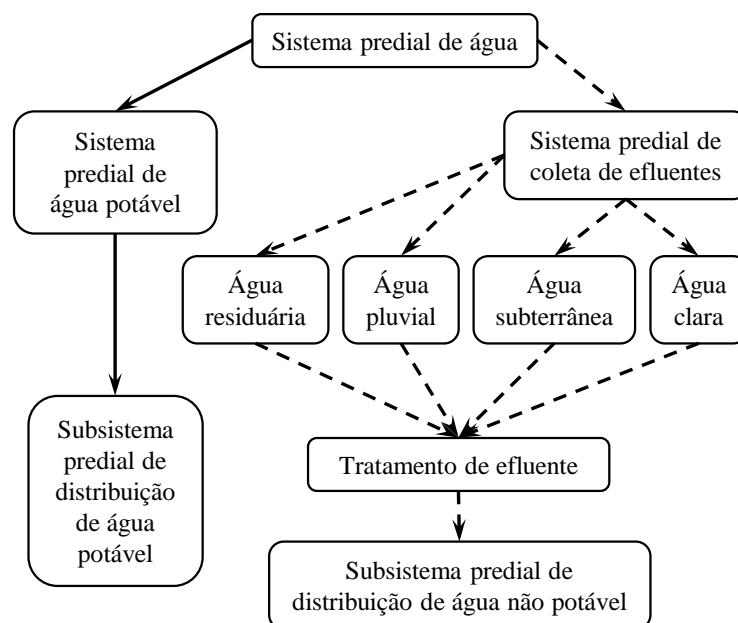 Sistema predial de água
Sistema
predial de
água potável
Sistema predial de
coleta de efluentes
Água
residuária
Água
pluvial
Água
subterrânea
Água
clara
Subsistema
predial de
distribuição
de água
potável
Tratamento de efluente
Subsistema predial de
distribuição de água não potável